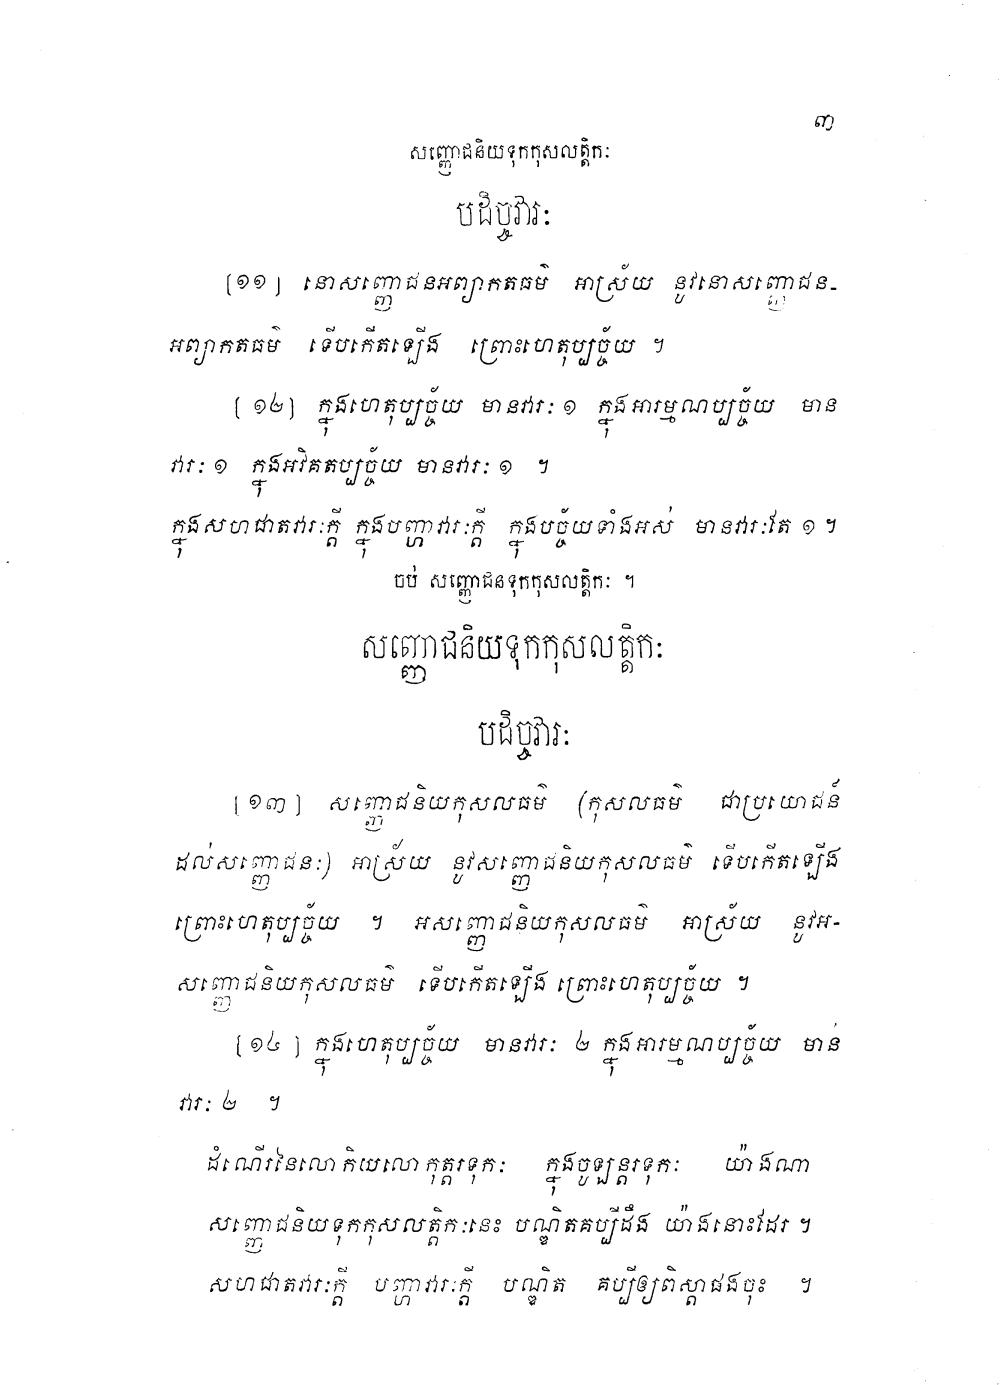 ៣
សញ្ញោជនិយទុកកុសលត្តិកៈ
បដិច្ចវារៈ
[១១] នោសញ្ញោជនអព្យាកតធម៌ អាស្រ័យ នូវនោសញ្ញោជន-
អព្យាកតធម៌ ទើបកើតឡើង ព្រោះហេតុប្បច្ច័យ ។
[១២] ក្នុងហេតុប្បច្ច័យ មានវារៈ ១ ក្នុងអារម្មណប្បច្ច័យ មាន
វារៈ ១ ក្នុងអវិគតប្បច្ច័យ មានវារៈ ១ ។
ក្នុងសហជាតវារៈក្តី ក្នុងបញ្ហាវារៈក្តី ក្នុងបច្ច័យទាំងអស់ មានវារៈតែ ១ ។
ចប់ សញ្ញោជនទុកកុសលត្តិកៈ ។
សញ្ញោជនិយទុកកុសលត្តិកៈ
បដិច្ចវារៈ
[១៣] សញ្ញោជនិយកុសលធម៌ (កុសលធម៌ ជាប្រយោជន៍
ដល់សញ្ញោជនៈ) អាស្រ័យ នូវសញ្ញោជនិយកុសលធម៌ ទើបកើតឡើង
ព្រោះហេតុប្បច្ច័យ ។ អសញ្ញោជនិយកុសលធម៌ អាស្រ័យ នូវអ-
សញ្ញោជនិយកុសលធម៌ ទើបកើតឡើង ព្រោះហេតុប្បច្ច័យ ។
[១៤] ក្នុងហេតុប្បច្ច័យ មានវារៈ ២ ក្នុងអារម្មណប្បច្ច័យ មាន
វារៈ ២ ។
ដំណើរនៃលោកិយលោកុត្តរទុកៈ ក្នុងចូឡន្តរទុកៈ យ៉ាងណា
សញ្ញោជនិយទុកកុសលត្តិកៈនេះ បណ្ឌិតគប្បីដឹង យ៉ាងនោះដែរ ។
សហជាតវារៈក្តី បញ្ហាវារៈក្តី បណ្ឌិត គប្បីឲ្យពិស្តារផងចុះ ។